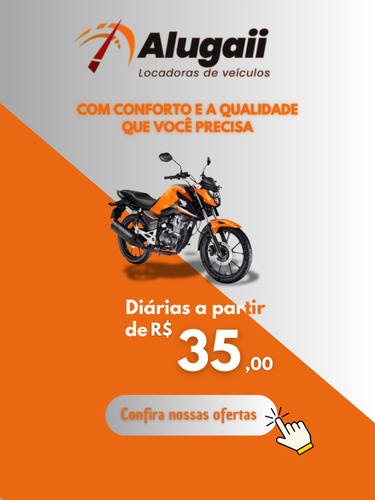 Alugaii
Locadoras de veículos
COM CONFORTO E A QUALIDADE
QUE VOCÊ PRECISA
Diárias a partir
de R$ 35,00
Confira nossas ofertas